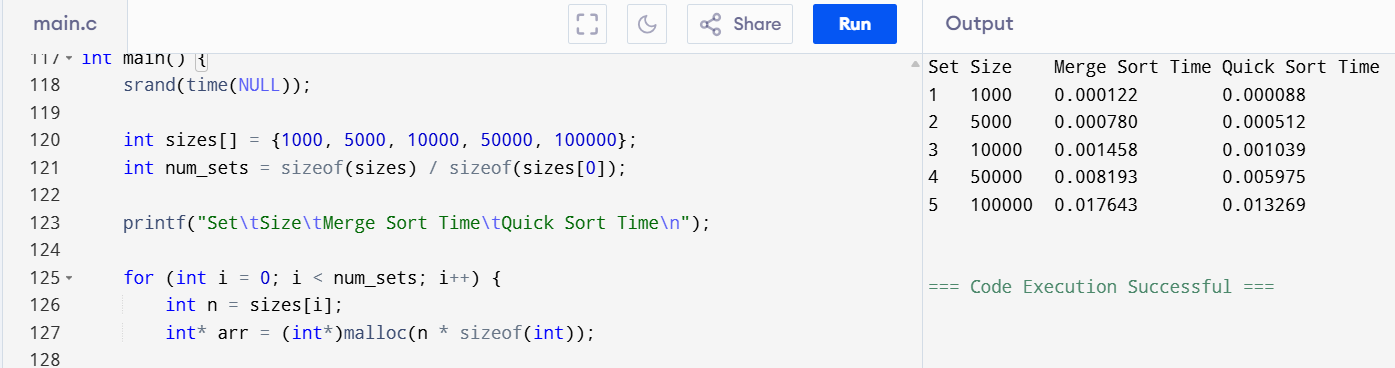 main.c
Share
Run
Output
117 int main() {
118 srand(time(NULL));
119
120 int sizes[] = {1000, 5000, 10000, 50000, 100000};
121 int num_sets = sizeof(sizes) / sizeof(sizes[0]);
122
123 printf("Set\tSize\tMerge Sort Time\tQuick Sort Time\n");
124
125 for (int i = 0; i < num_sets; i++) {
126 int n = sizes[i];
127 int* arr = (int*)malloc(n * sizeof(int));
128
Set Size Merge Sort Time Quick Sort Time
1 1000 0.000122 0.000088
2 5000 0.000780 0.000512
3 10000 0.001458 0.001039
4 50000 0.008193 0.005975
5 100000 0.017643 0.013269
=== Code Execution Successful ===